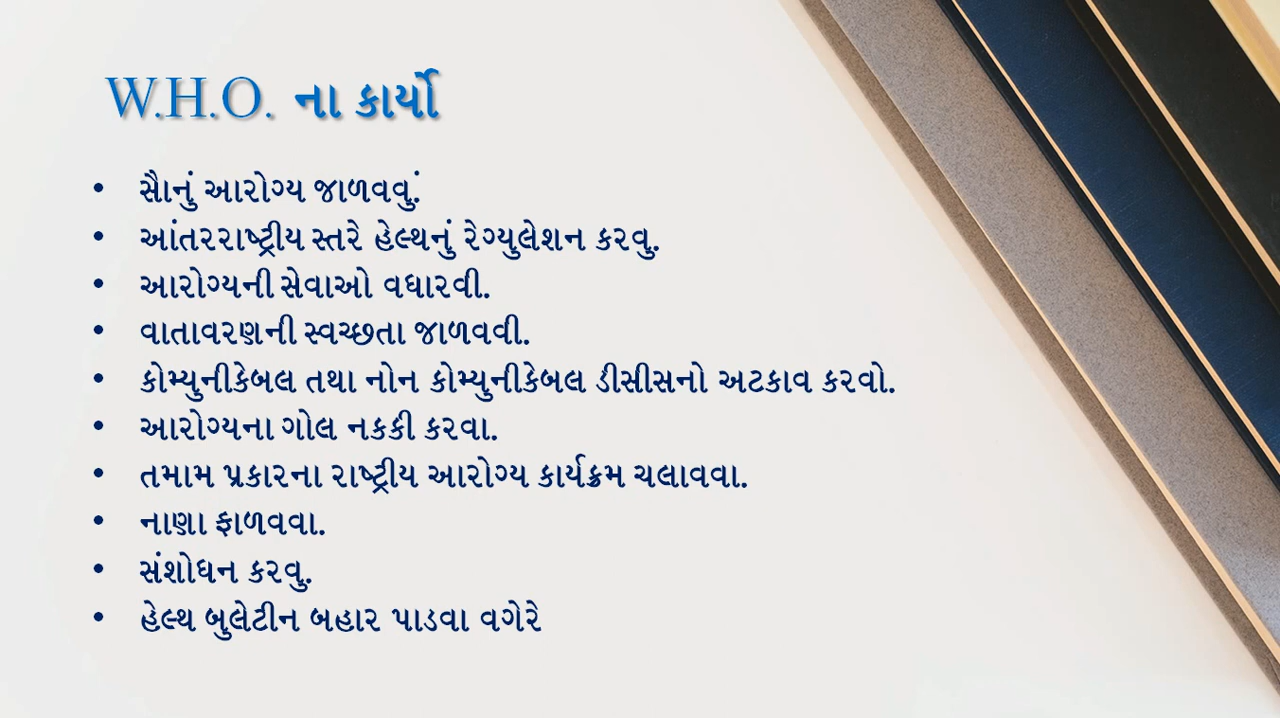 W.H.O. ના કાર્યો
• સૌનું આરોગ્ય જાળવવું.
• આંતરરાષ્ટ્રીય સ્તરે હેલ્થનું રેગ્યુલેશન કરવુ.
• આરોગ્યની સેવાઓ વધારવી.
• વાતાવરણની સ્વચ્છતા જાળવવી.
• કોમ્યુનીકેબલ તથા નોન કોમ્યુનીકેબલ ડીસીસનો અટકાવ કરવો.
• આરોગ્યના ગોલ નકકી કરવા.
• તમામ પ્રકારના રાષ્ટ્રીય આરોગ્ય કાર્યક્રમ ચલાવવા.
• નાણા ફાળવવા.
• સંશોધન કરવુ.
• હેલ્થ બુલેટીન બહાર પાડવા વગેરે